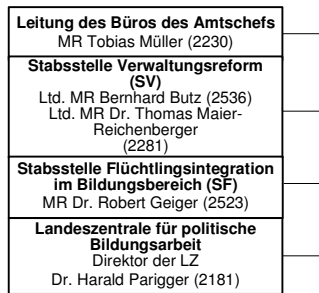 Leitung des Büros des Amtschefs
MR Tobias Müller (2230)
Stabsstelle Verwaltungsreform
(SV)
Ltd. MR Bernhard Butz (2536)
Ltd. MR Dr. Thomas Maier-
Reichenberger
(2281)
Stabsstelle Flüchtlingsintegration
im Bildungsbereich (SF)
MR Dr. Robert Geiger (2523)
Landeszentrale für politische
Bildungsarbeit
Direktor der LZ
Dr. Harald Parigger (2181)